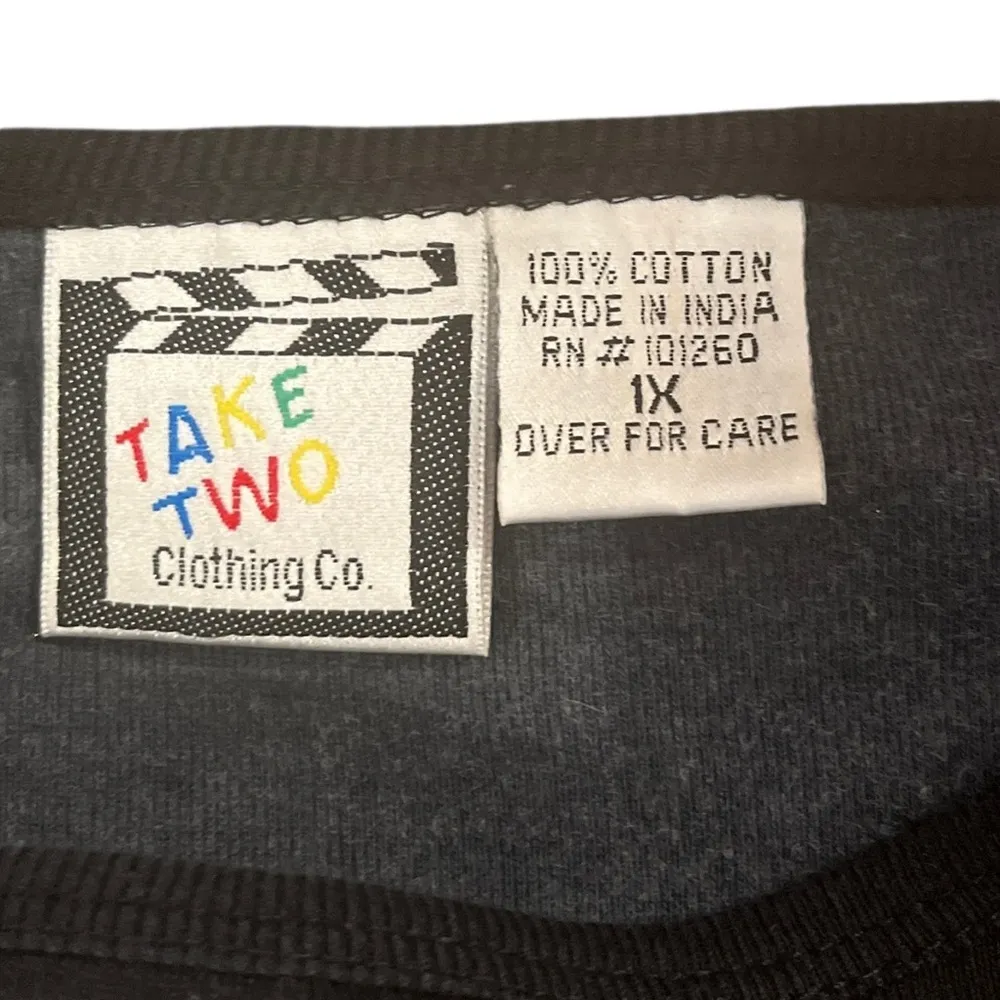 TAKE
TWO
Clothing Co.
100% COTTON
MADE IN INDIA
RN # 101260
1X
OVER FOR CARE